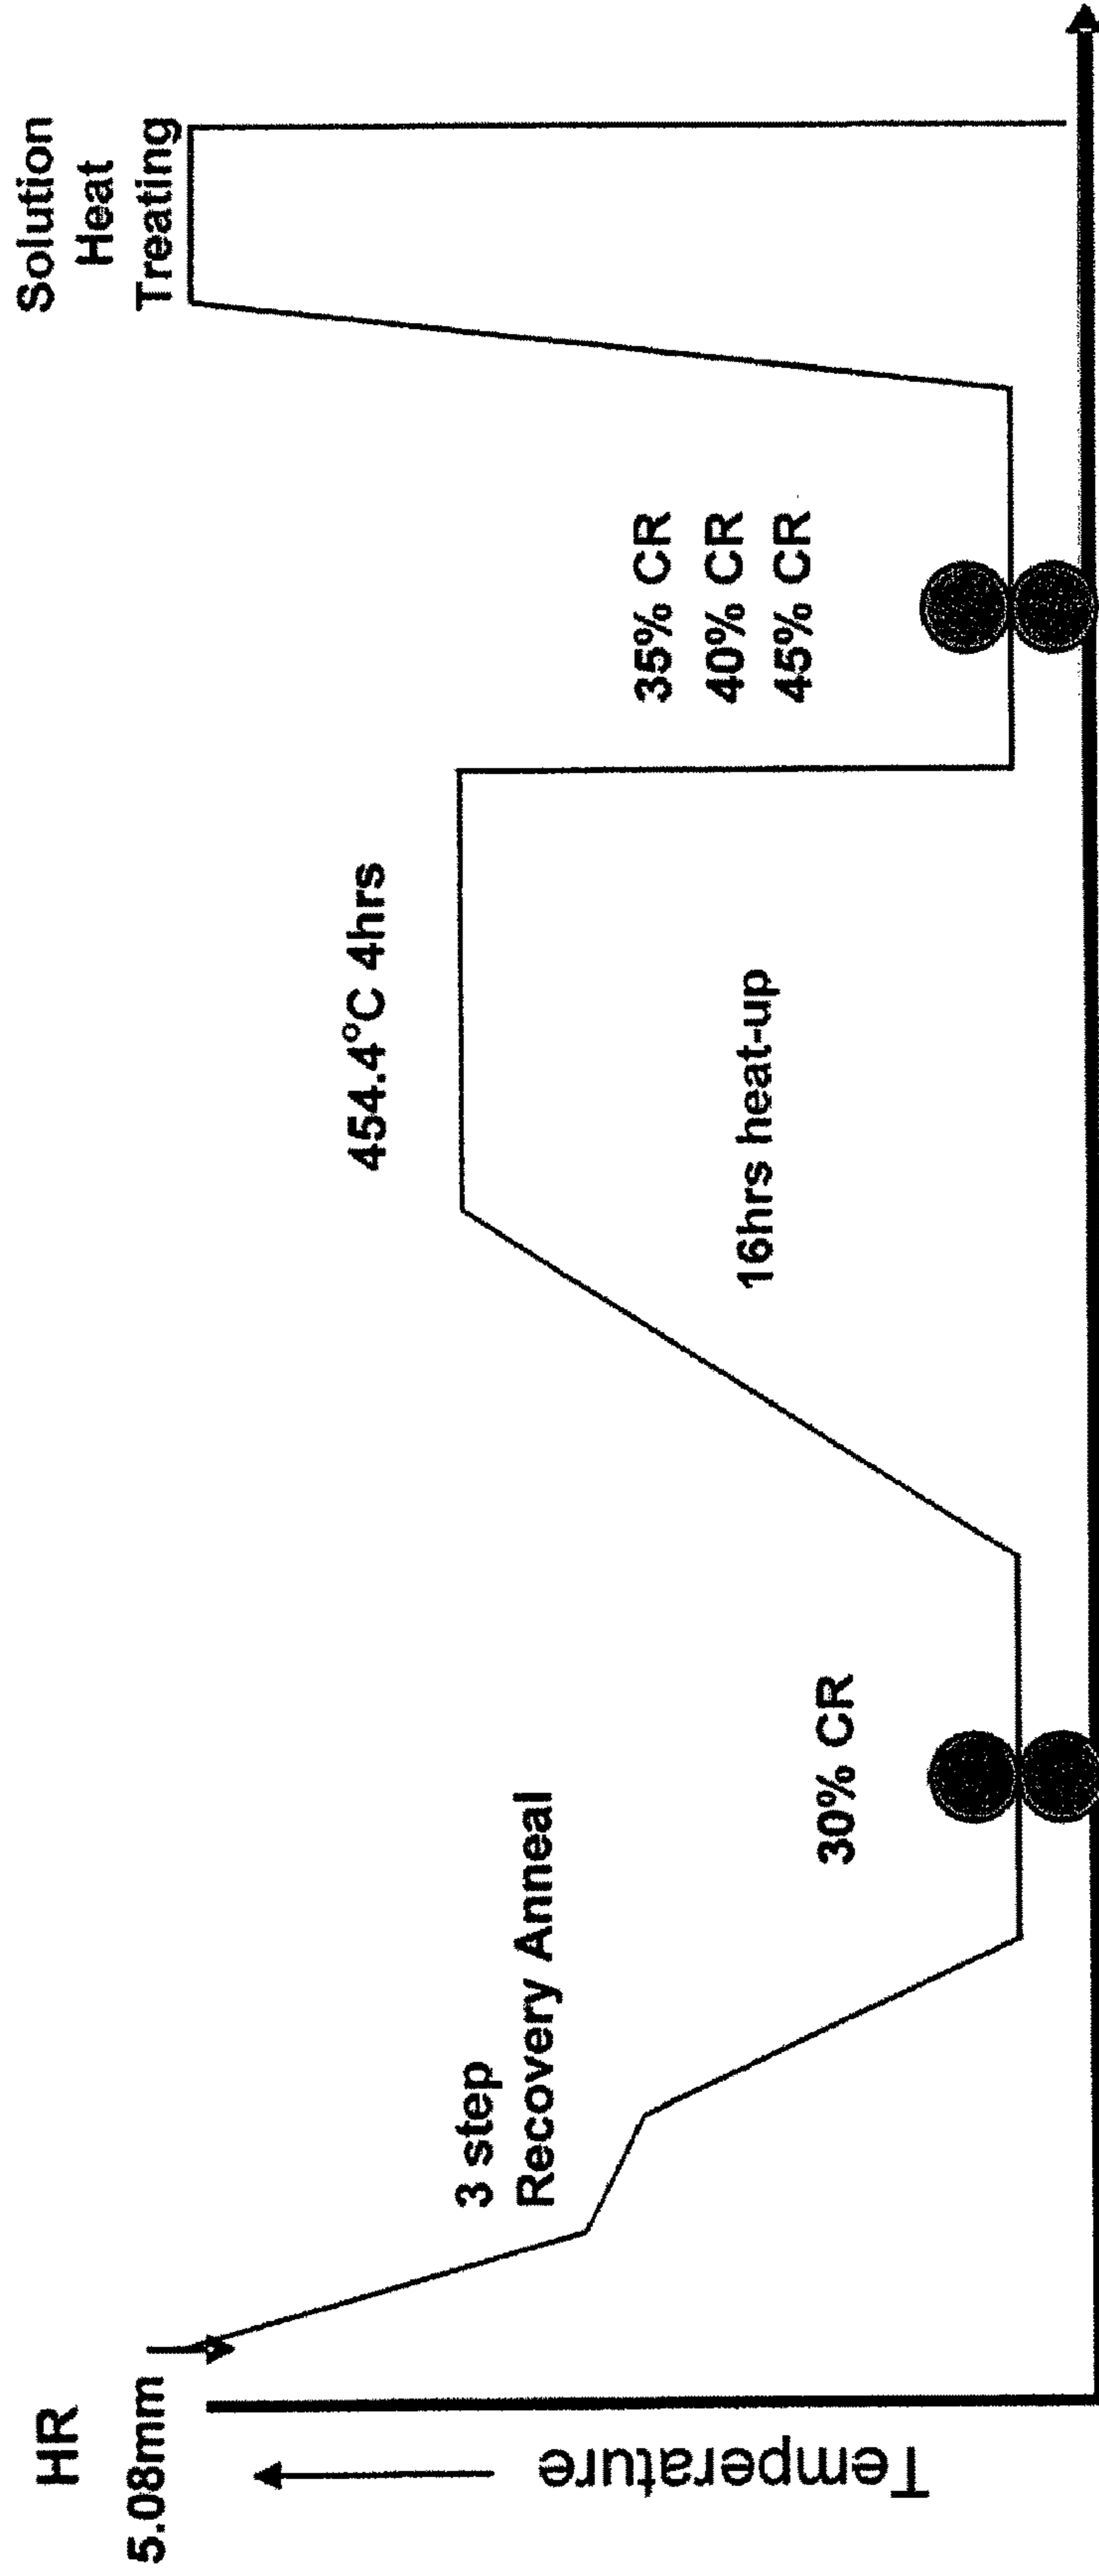 HR
5.08mm
Temperature
3 step
Recovery Anneal
30% CR
16hrs heat-up
454.4°C 4hrs
35% CR
40% CR
45% CR
Solution
Heat
Treating